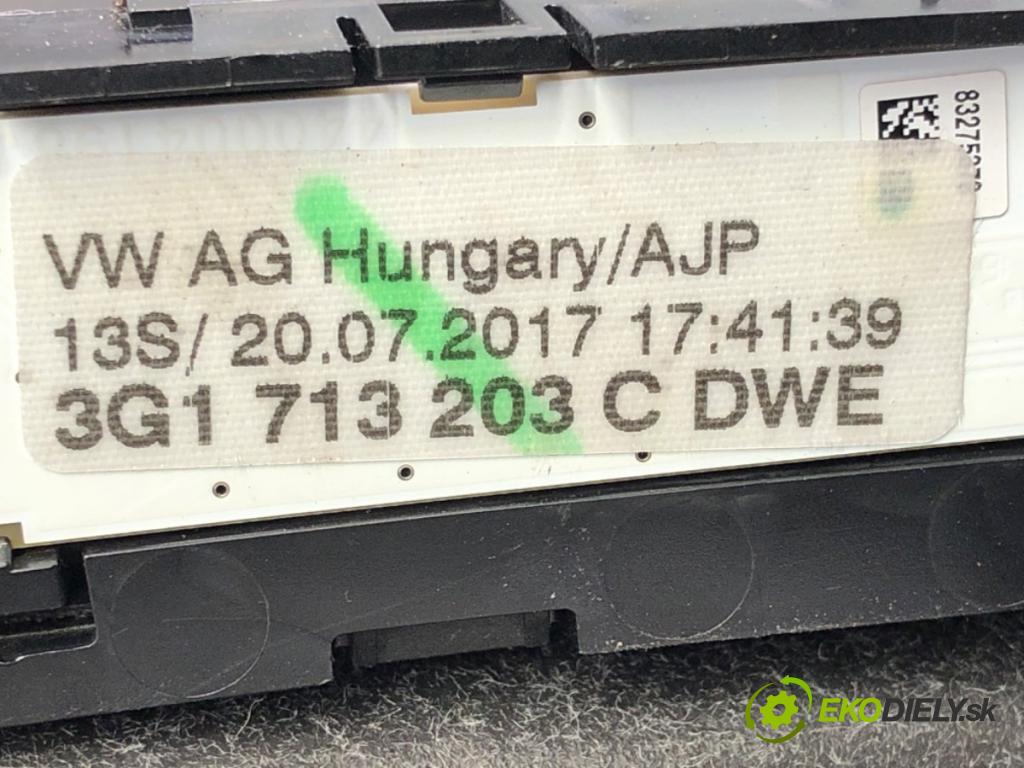 VW AG Hungary/AJP
13S/ 20.07.2017 17:41:39
3G1 713 203 C DWE
EKODIELY.sk